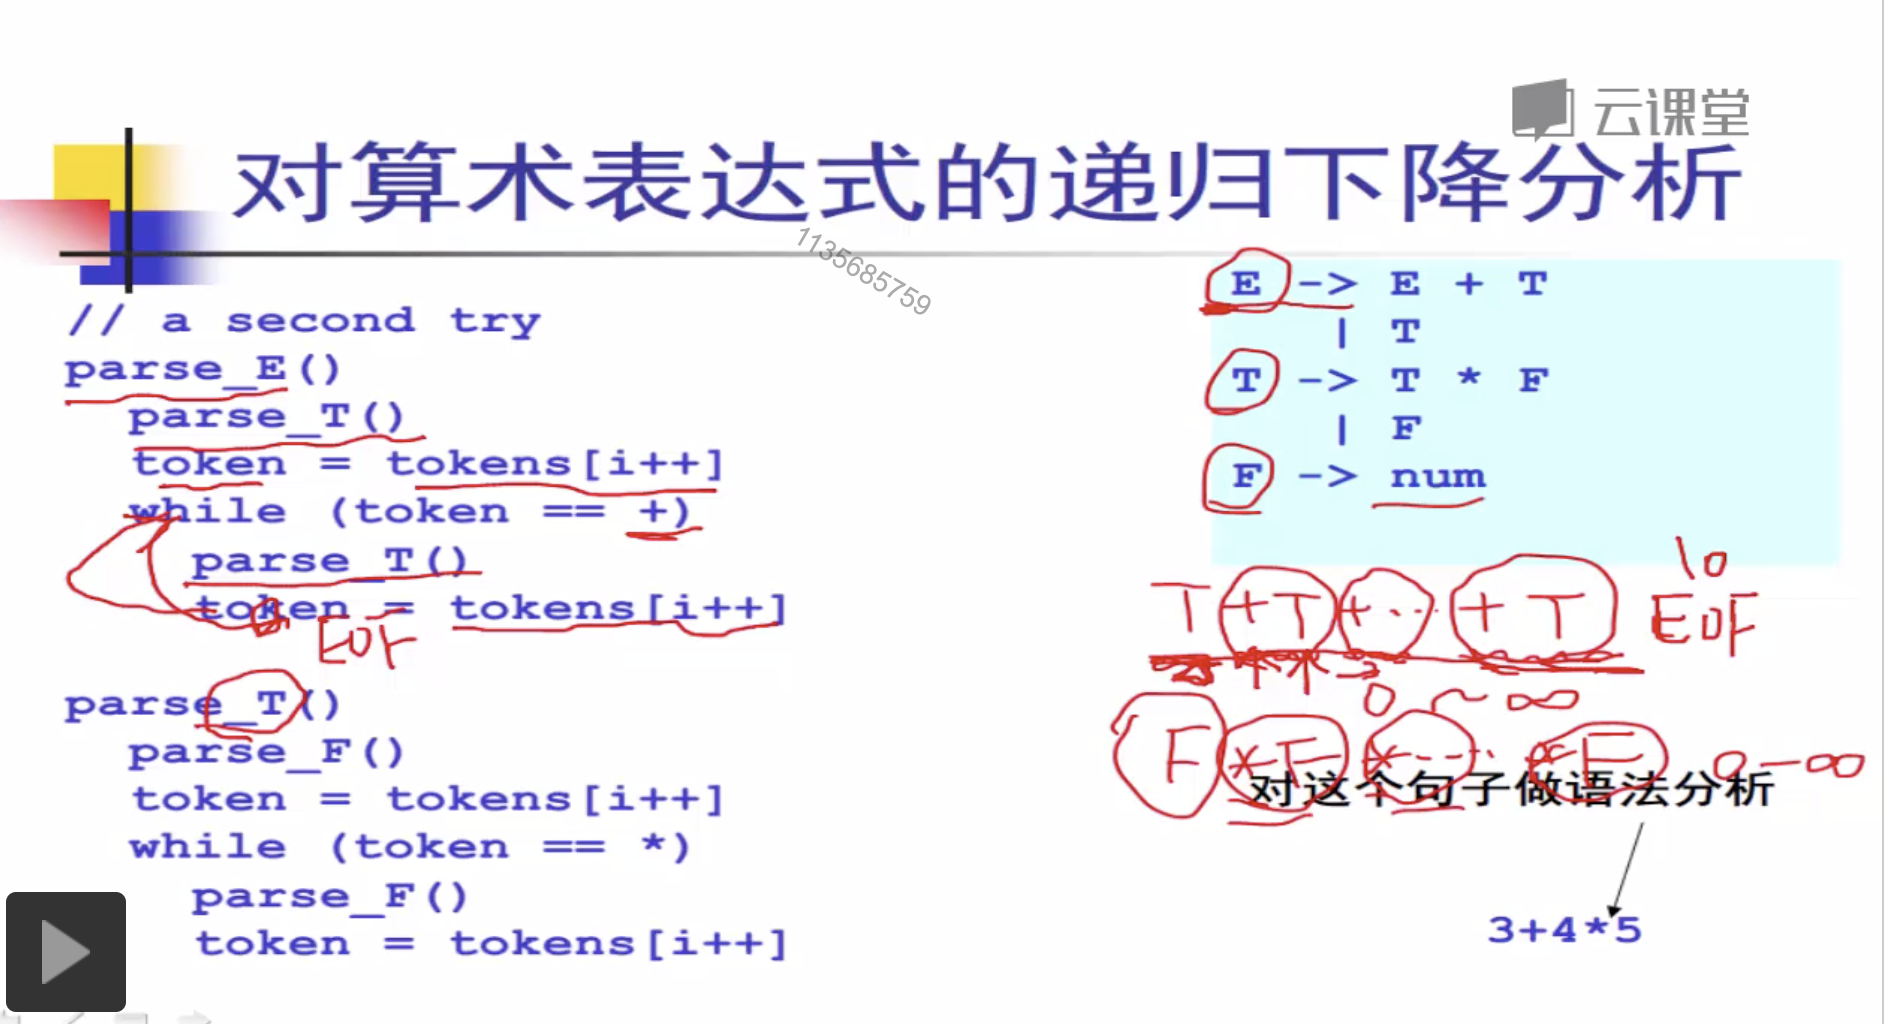 云课堂
对算术表达式的递归下降分析
1135685759
// a second try
parse_E()
parse_T()
token = tokens[i++]
while (token == +)
parse_T()
token = tokens[i++]
EOF
parse_T()
parse_F()
token = tokens[i++]
while (token == *)
parse_F()
token = tokens[i++]
E -> E + T
| T
T -> T * F
| F
F -> num
\0
T +T +... + T EOF
0 ~ ∞
F *F *... *F 0-∞
对这个句子做语法分析
3+4*5